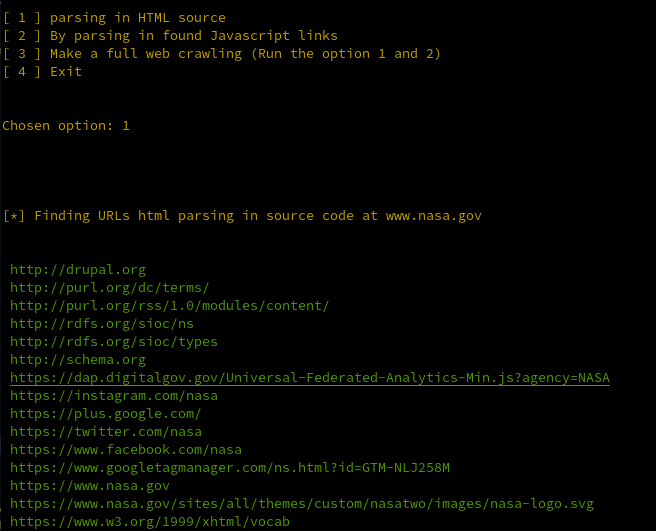 [ 1 ] parsing in HTML source
[ 2 ] By parsing in found Javascript links
[ 3 ] Make a full web crawling (Run the option 1 and 2)
[ 4 ] Exit
Chosen option: 1
[*] Finding URLs html parsing in source code at www.nasa.gov
http://drupal.org
http://purl.org/dc/terms/
http://purl.org/rss/1.0/modules/content/
http://rdfs.org/sioc/ns
http://rdfs.org/sioc/types
http://schema.org
https://dap.digitalgov.gov/Universal-Federated-Analytics-Min.js?agency=NASA
https://instagram.com/nasa
https://plus.google.com/
https://twitter.com/nasa
https://www.facebook.com/nasa
https://www.googletagmanager.com/ns.html?id=GTM-NLJ258M
https://www.nasa.gov
https://www.nasa.gov/sites/all/themes/custom/nasatwo/images/nasa-logo.svg
https://www.w3.org/1999/xhtml/vocab